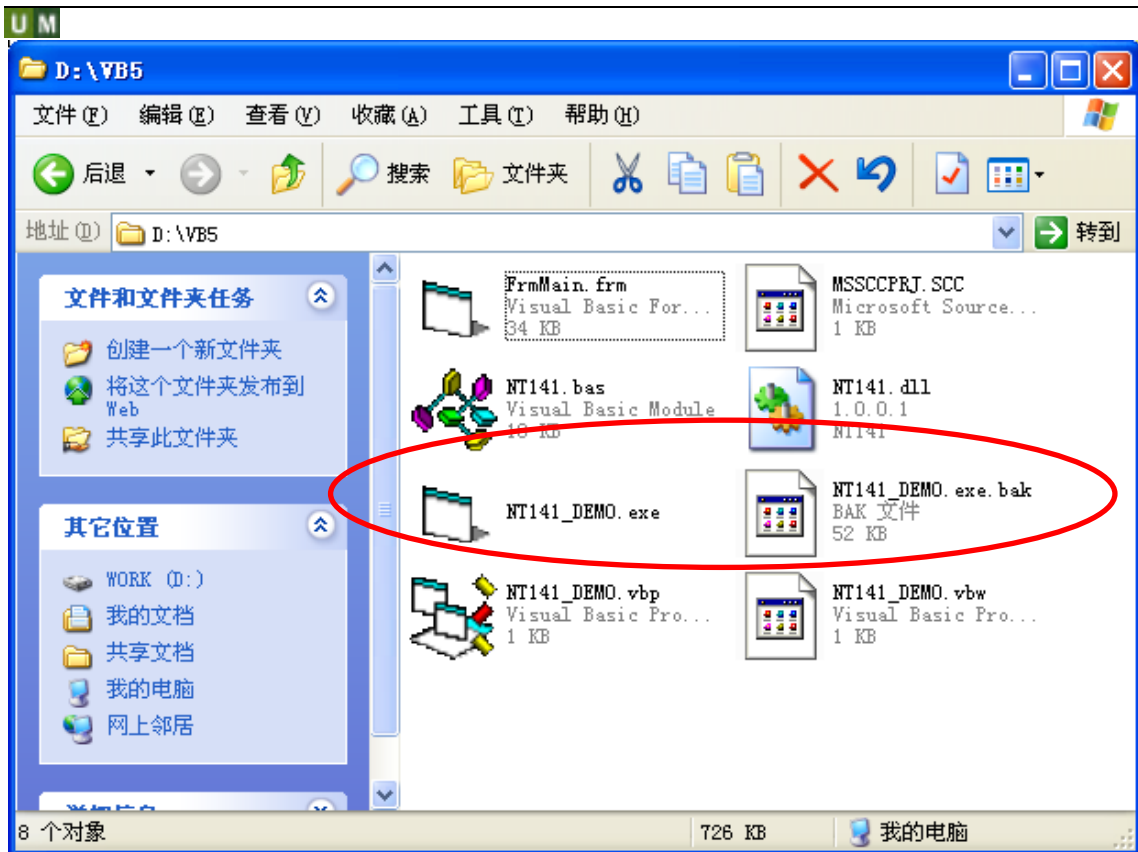 U M
D:\VB5
文件(F) 编辑(E) 查看(V) 收藏(A) 工具(T) 帮助(H)
后退 搜索 文件夹
地址(D) D:\VB5 转到
文件和文件夹任务
创建一个新文件夹
将这个文件夹发布到
Web
共享此文件夹
其它位置
WORK (D:)
我的文档
共享文档
我的电脑
网上邻居
详细信息
FrmMain.frm
Visual Basic For...
34 KB
MSSCCPRJ.SCC
Microsoft Source...
1 KB
NT141.bas
Visual Basic Module
NT141.dll
1.0.0.1
NT141
NT141_DEMO.exe
NT141_DEMO.exe.bak
BAK 文件
52 KB
NT141_DEMO.vbp
Visual Basic Pro...
1 KB
NT141_DEMO.vbw
Visual Basic Pro...
1 KB
8 个对象 726 KB 我的电脑